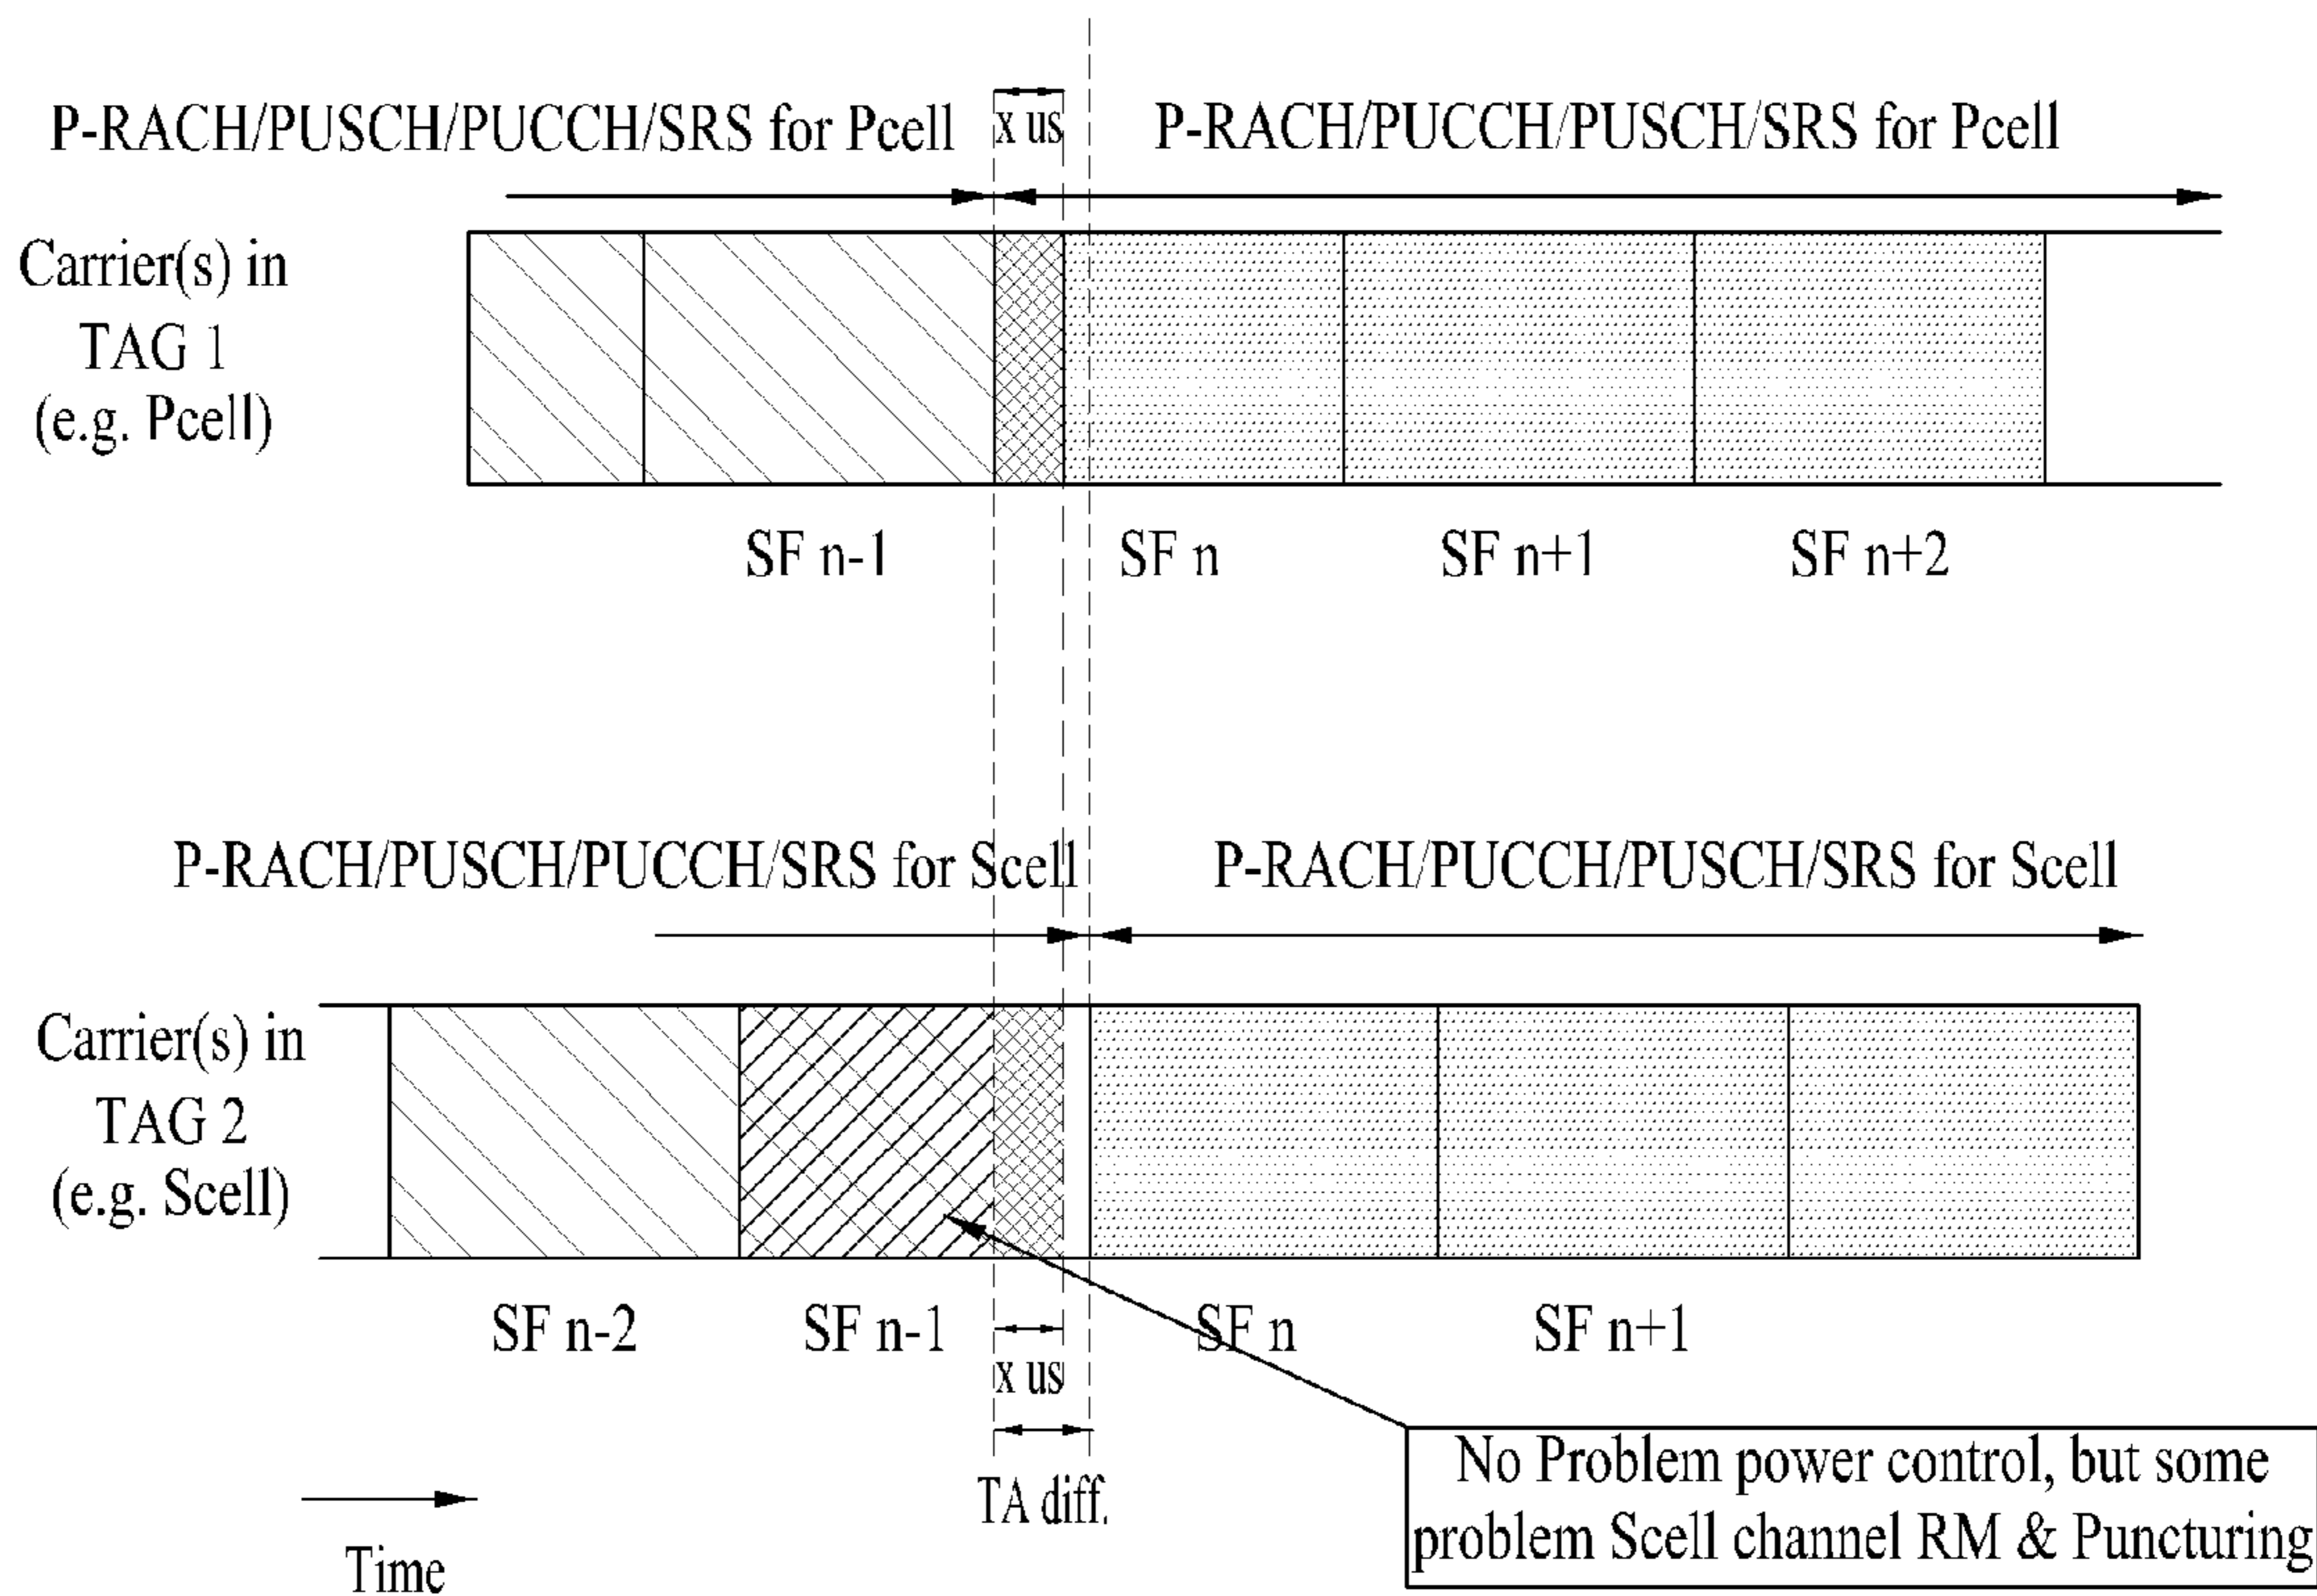 P-RACH/PUSCH/PUCCH/SRS for Pcell
x us
P-RACH/PUCCH/PUSCH/SRS for Pcell
Carrier(s) in
TAG 1
(e.g. Pcell)
SF n-1
SF n
SF n+1
SF n+2
P-RACH/PUSCH/PUCCH/SRS for Scell
P-RACH/PUCCH/PUSCH/SRS for Scell
Carrier(s) in
TAG 2
(e.g. Scell)
SF n-2
SF n-1
SF n
SF n+1
x us
TA diff.
Time
No Problem power control, but some
problem Scell channel RM & Puncturing